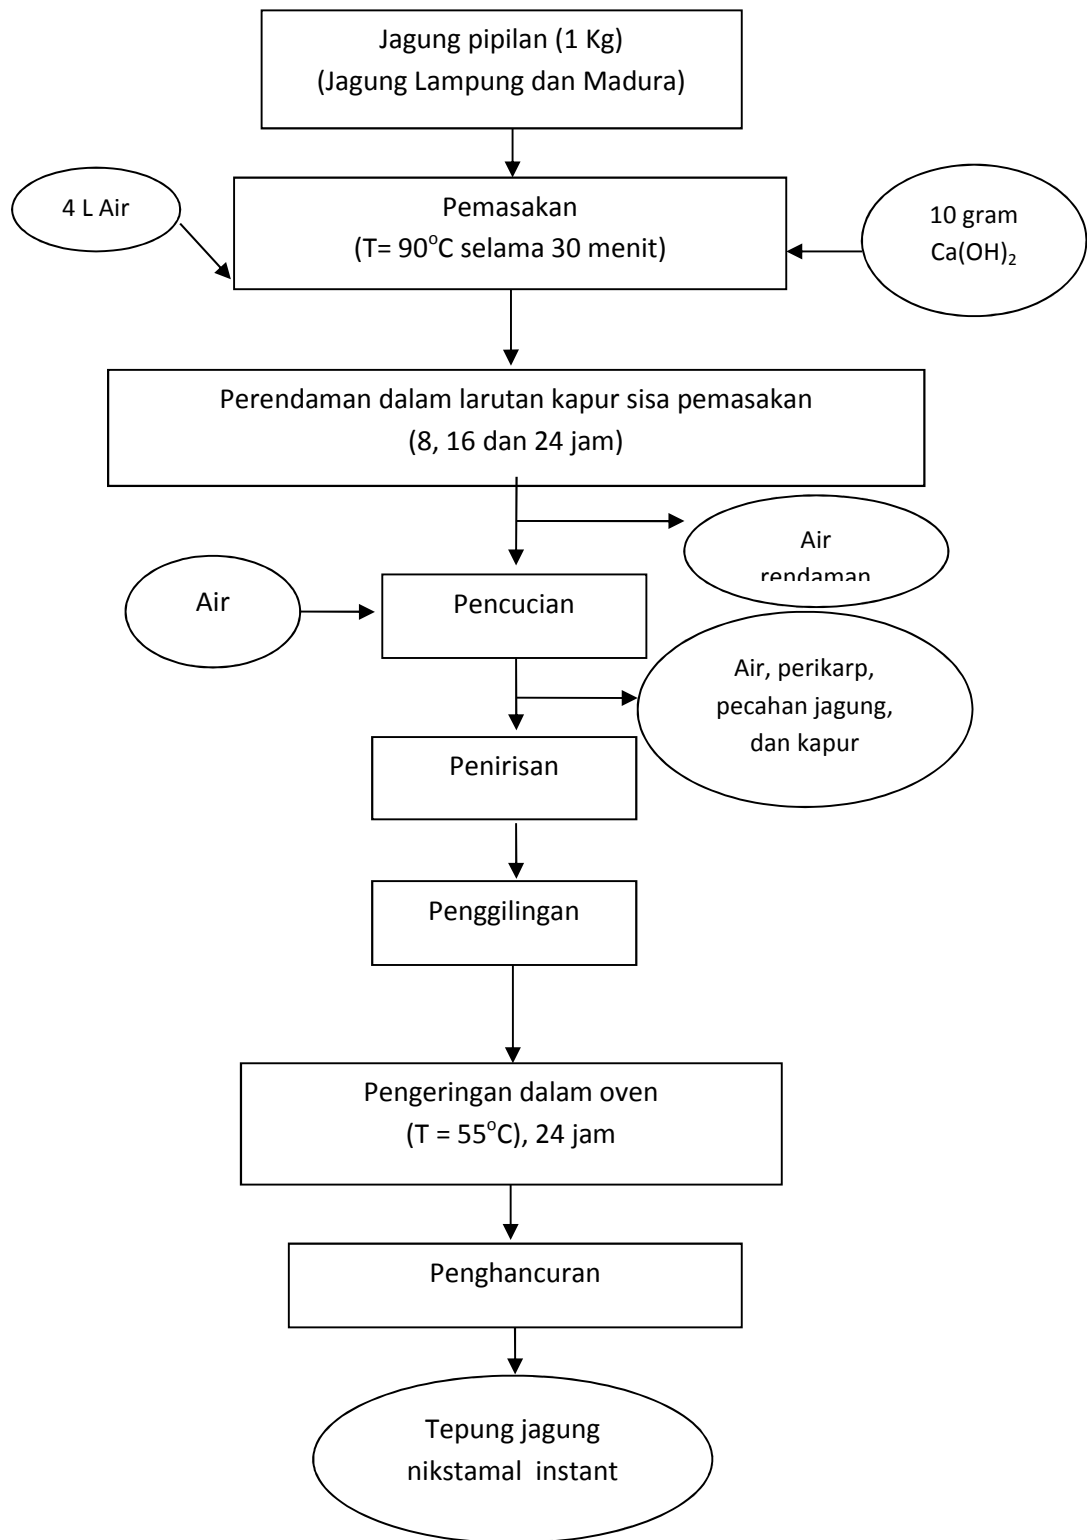 Jagung pipilan (1 Kg)
(Jagung Lampung dan Madura)
4 L Air
Pemasakan
(T= 90°C selama 30 menit)
10 gram
Ca(OH)₂
Perendaman dalam larutan kapur sisa pemasakan
(8, 16 dan 24 jam)
Air
rendaman
Air
Pencucian
Air, perikarp,
pecahan jagung,
dan kapur
Penirisan
Penggilingan
Pengeringan dalam oven
(T = 55°C), 24 jam
Penghancuran
Tepung jagung
nikstamal instant